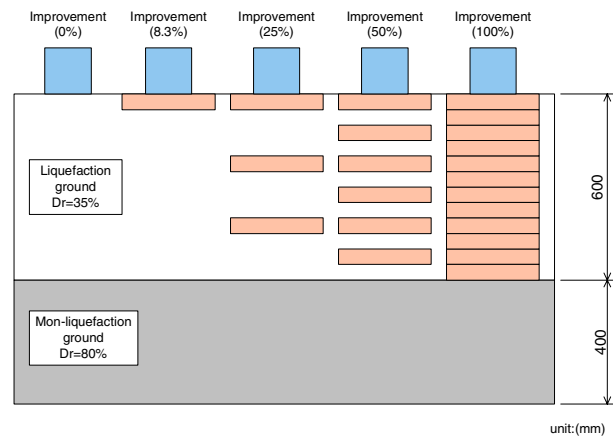 Improvement
(0%)
Improvement
(8.3%)
Improvement
(25%)
Improvement
(50%)
Improvement
(100%)
Liquefaction
ground
Dr=35%
600
Mon-liquefaction
ground
Dr=80%
400
unit:(mm)